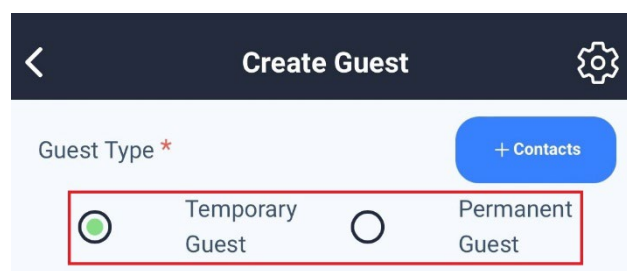 Create Guest
Guest Type *
+ Contacts
Temporary Guest
Permanent Guest